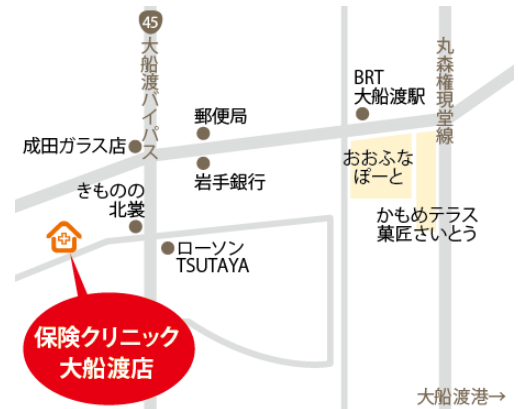 45
大船渡バイパス
丸森権現堂線
BRT
大船渡駅
郵便局
成田ガラス店
岩手銀行
おおふな
ぽーと
きものの
北裳
かもめテラス
菓匠さいとう
ローソン
TSUTAYA
保険クリニック
大船渡店
大船渡港→